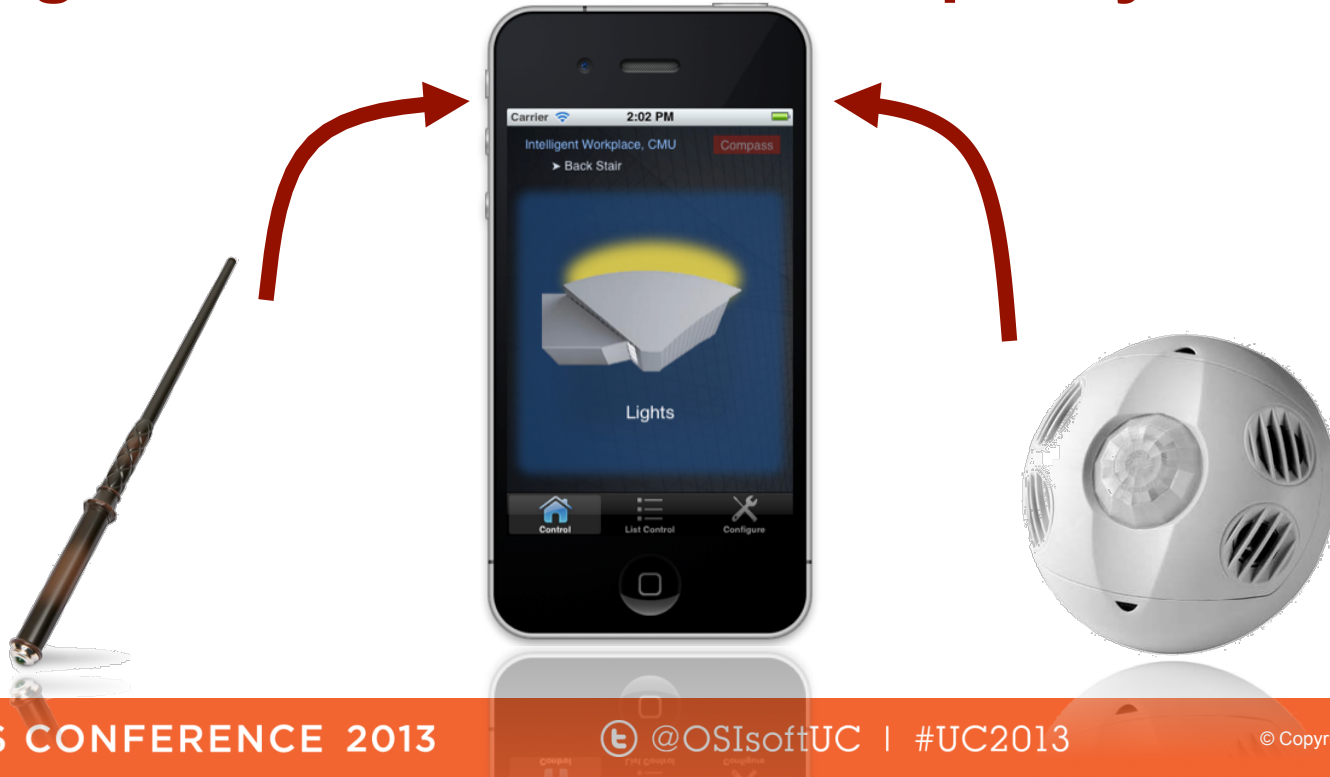 Carrier 2:02 PM
Intelligent Workplace, CMU Compass
➤ Back Stair
Lights
Control List Control Configure
CONFERENCE 2013 @OSIsoftUC | #UC2013 ©